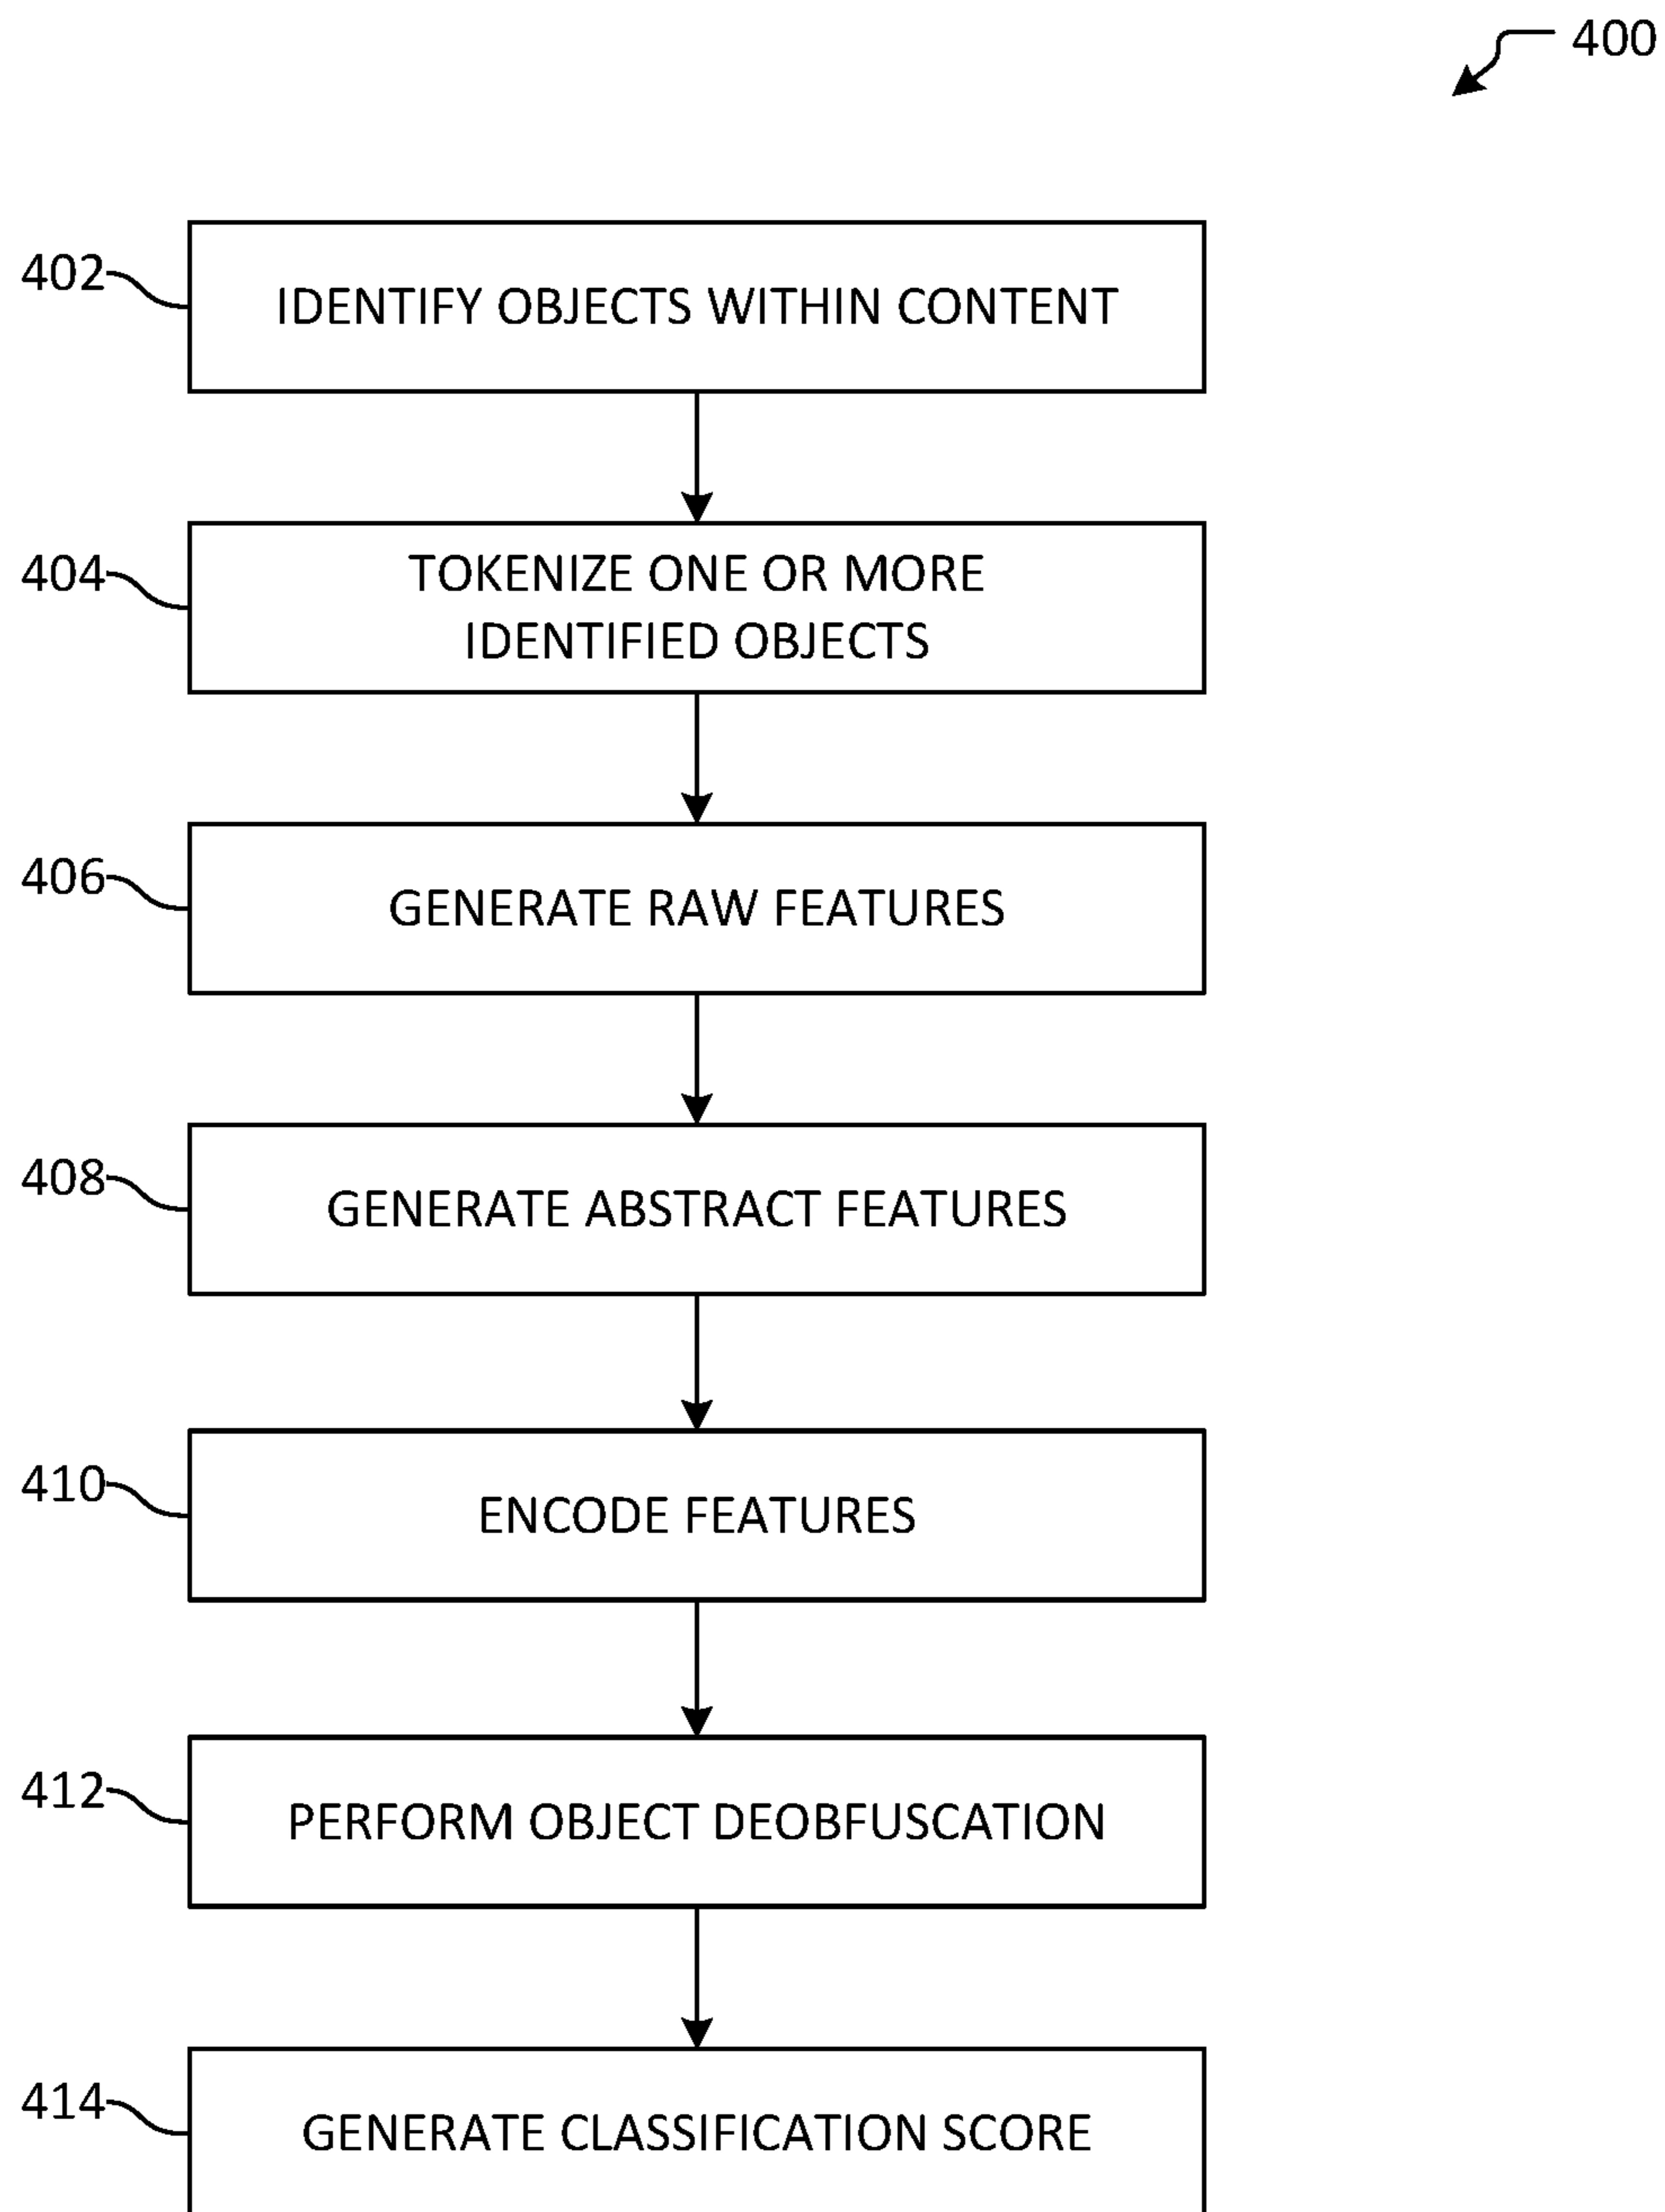 400
402
IDENTIFY OBJECTS WITHIN CONTENT
404
TOKENIZE ONE OR MORE
IDENTIFIED OBJECTS
406
GENERATE RAW FEATURES
408
GENERATE ABSTRACT FEATURES
410
ENCODE FEATURES
412
PERFORM OBJECT DEOBFUSCATION
414
GENERATE CLASSIFICATION SCORE